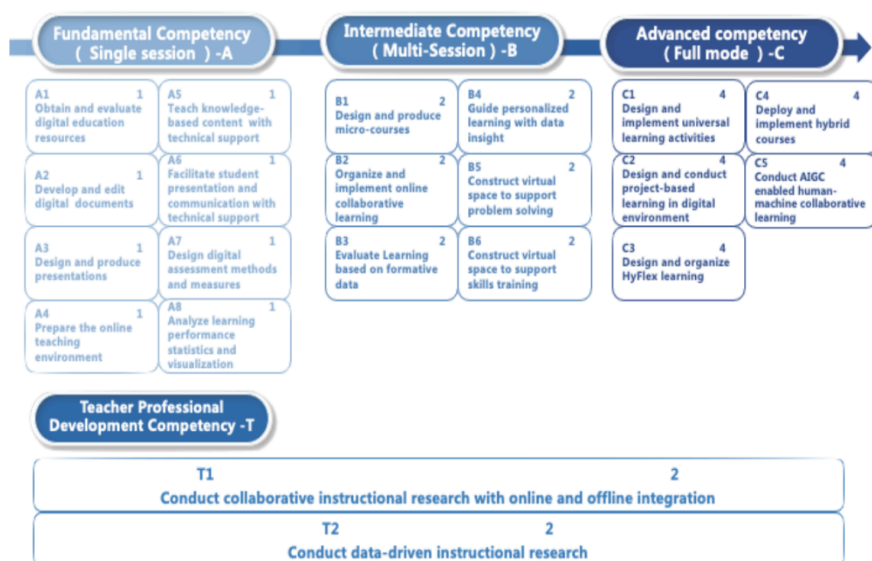 Fundamental Competency
( Single session ) -A
Intermediate Competency
( Multi-Session ) -B
Advanced competency
( Full mode ) -C
A1 1
Obtain and evaluate
digital education
resources
A5 1
Teach knowledge-
based content with
technical support
A2 1
Develop and edit
digital documents
A6 1
Facilitate student
presentation and
communication with
technical support
A3 1
Design and produce
presentations
A7 1
Design digital
assessment methods
and measures
A4 1
Prepare the online
teaching
environment
A8 1
Analyze learning
performance
statistics and
visualization
B1 2
Design and produce
micro-courses
B4 2
Guide personalized
learning with data
insight
B2 2
Organize and
implement online
collaborative
learning
B5 2
Construct virtual
space to support
problem solving
B3 2
Evaluate Learning
based on formative
data
B6 2
Construct virtual
space to support
skills training
C1 4
Design and
implement universal
learning activities
C4 4
Deploy and
implement hybrid
courses
C2 4
Design and conduct
project-based
learning in digital
environment
C5 4
Conduct AIGC
enabled human-
machine collaborative
learning
C3 4
Design and organize
HyFlex learning
Teacher Professional
Development Competency -T
T1 2
Conduct collaborative instructional research with online and offline integration
T2 2
Conduct data-driven instructional research